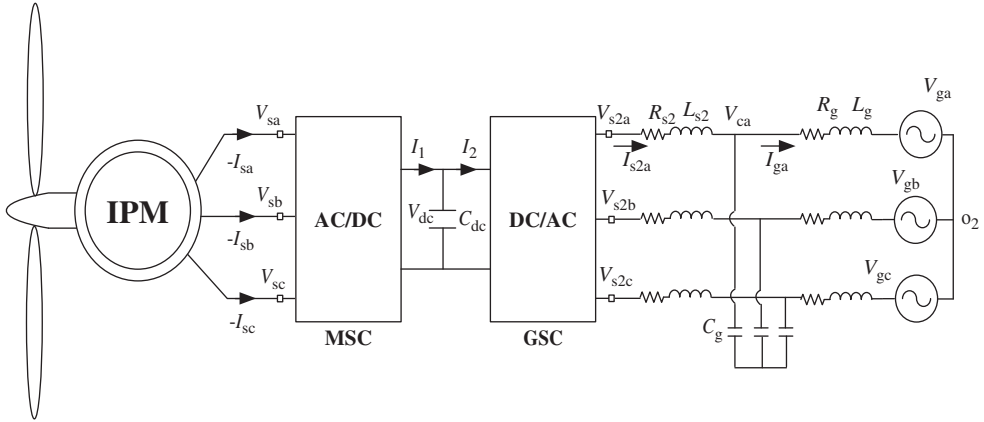 V_sa
-I_sa
V_sb
-I_sb
V_sc
-I_sc
IPM
AC/DC
MSC
I_1
I_2
V_dc
C_dc
DC/AC
GSC
V_s2a
R_s2
L_s2
I_s2a
V_ca
R_g
L_g
I_ga
V_ga
V_s2b
V_gb
o_2
V_s2c
V_gc
C_g